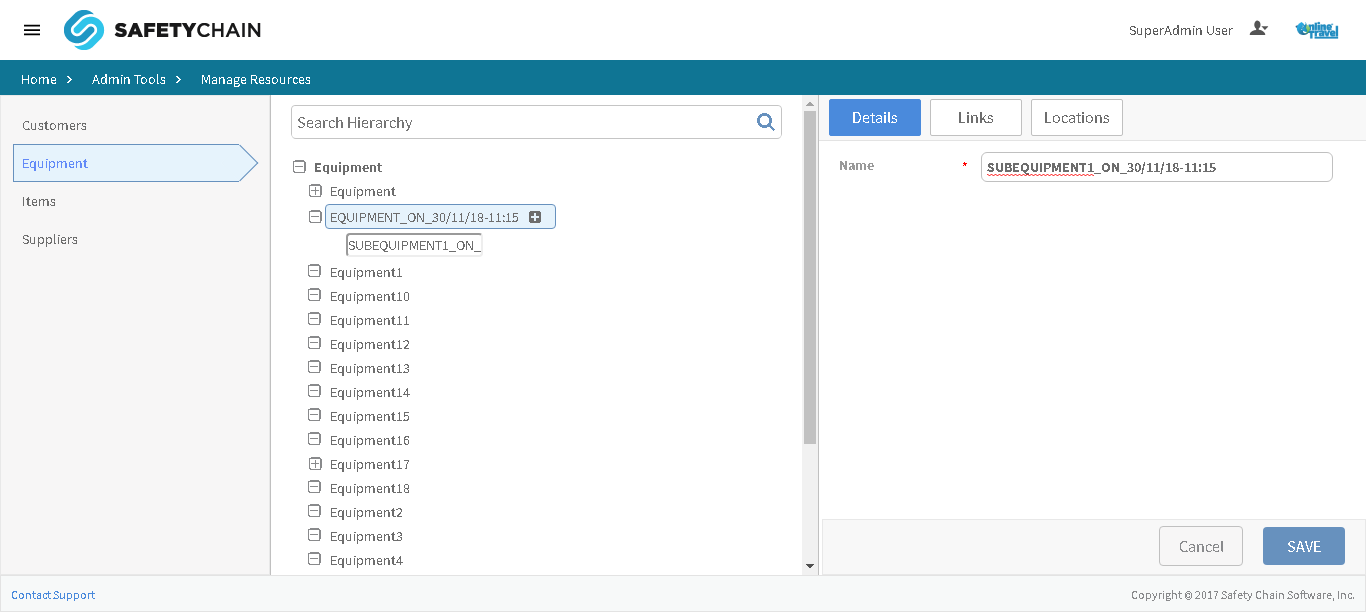 SAFETYCHAIN
SuperAdmin User
Online Travel
Home > Admin Tools > Manage Resources
Customers
Equipment
Items
Suppliers
Search Hierarchy
Equipment
Equipment
EQUIPMENT_ON_30/11/18-11:15
SUBEQUIPMENT1_ON_
Equipment1
Equipment10
Equipment11
Equipment12
Equipment13
Equipment14
Equipment15
Equipment16
Equipment17
Equipment18
Equipment2
Equipment3
Equipment4
Details Links Locations
Name * SUBEQUIPMENT1_ON_30/11/18-11:15
Cancel SAVE
Contact Support
Copyright © 2017 Safety Chain Software, Inc.